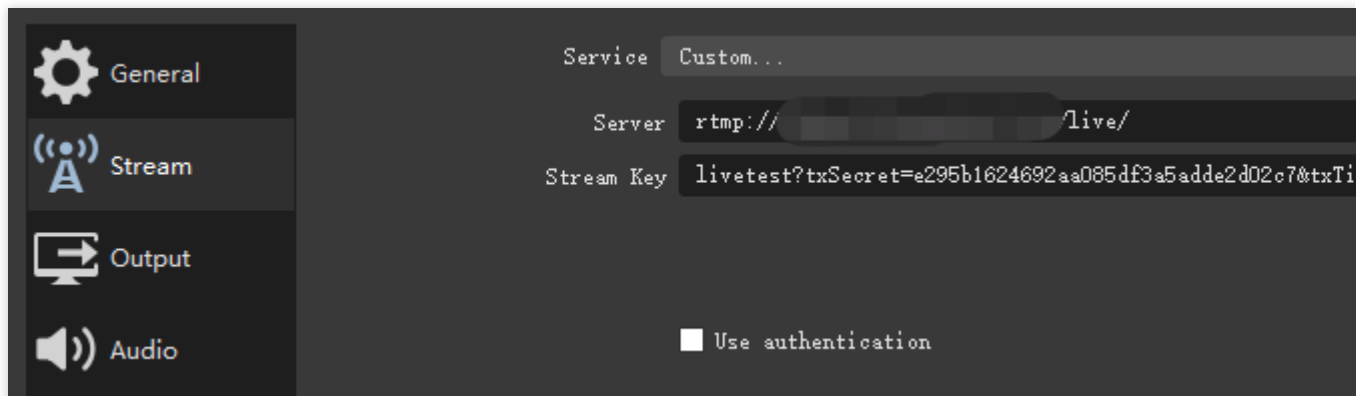 General
Stream
Output
Audio
Service Custom...
Server rtmp:// /live/
Stream Key livetest?txSecret=e295b1624692aa085df3a5adde2d02c7&txTi
Use authentication